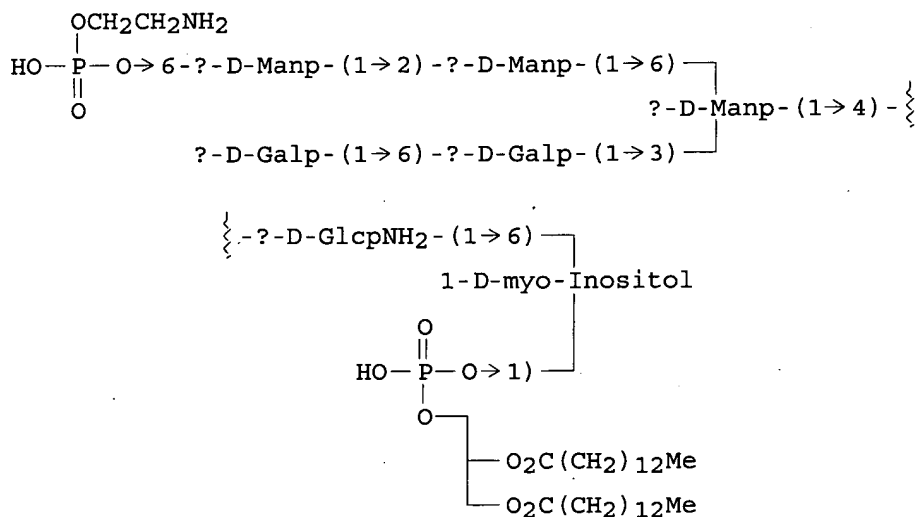 OCH2CH2NH2
HO-P-O→6-?-D-Manp-(1→2)-?-D-Manp-(1→6)
O
?-D-Manp-(1→4)-
?-D-Galp-(1→6)-?-D-Galp-(1→3)
-?-D-GlcpNH2-(1→6)
1-D-myo-Inositol
O
HO-P-O→1)
O
O2C(CH2)12Me
O2C(CH2)12Me